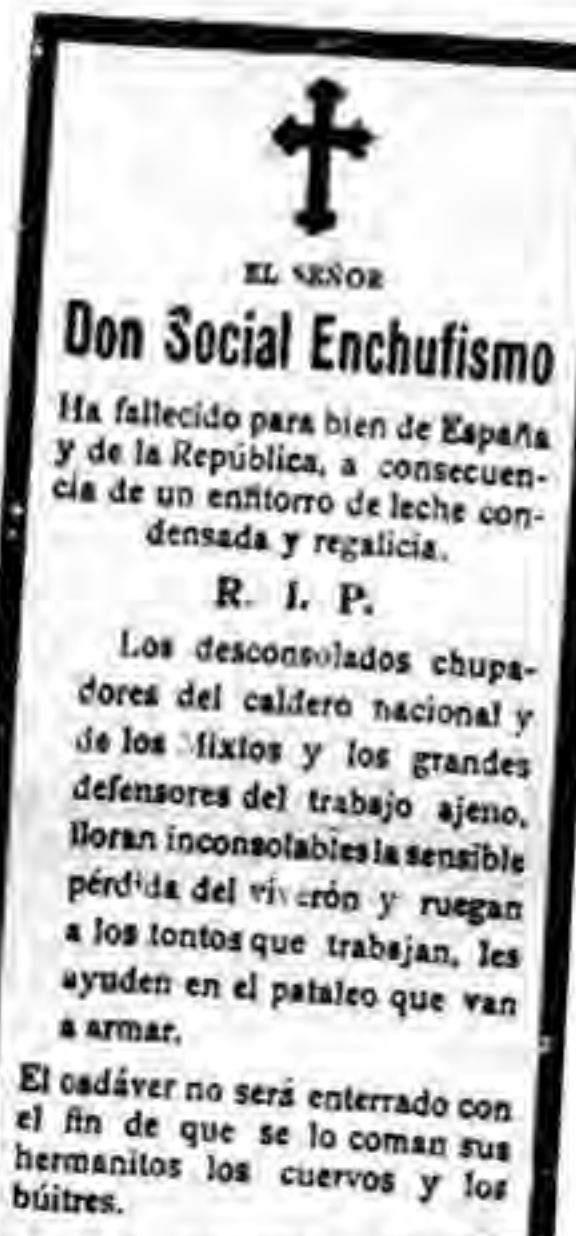 EL SEÑOR
Don Social Enchufismo
Ha fallecido para bien de España
y de la República, a consecuen-
cia de un enfitorro de leche con-
densada y regalicia.
R. I. P.
Los desconsolados chupa-
dores del caldero nacional y
de los Mixtos y los grandes
defensores del trabajo ajeno,
lloran inconsolables la sensible
pérdida del viverón y ruegan
a los tontos que trabajan, les
ayuden en el pataleo que van
a armar.
El cadáver no será enterrado con
el fin de que se lo coman sus
hermanitos los cuervos y los
búitres.